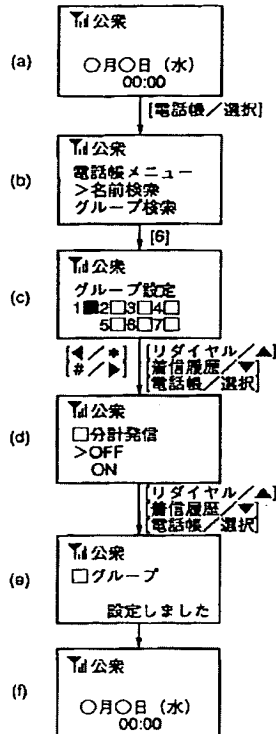 (a)
公衆
〇月〇日（水）
00:00
[電話帳／選択]
(b)
公衆
電話帳メニュー
＞名前検索
グループ検索
[6]
(c)
公衆
グループ設定
1■2□3□4□
5□6□7□
[◀／＊]
[#／▶]
[リダイヤル／▲]
[着信履歴／▼]
[電話帳／選択]
(d)
公衆
□分計発信
＞OFF
ON
[リダイヤル／▲]
[着信履歴／▼]
[電話帳／選択]
(e)
公衆
□グループ
設定しました
(f)
公衆
〇月〇日（水）
00:00